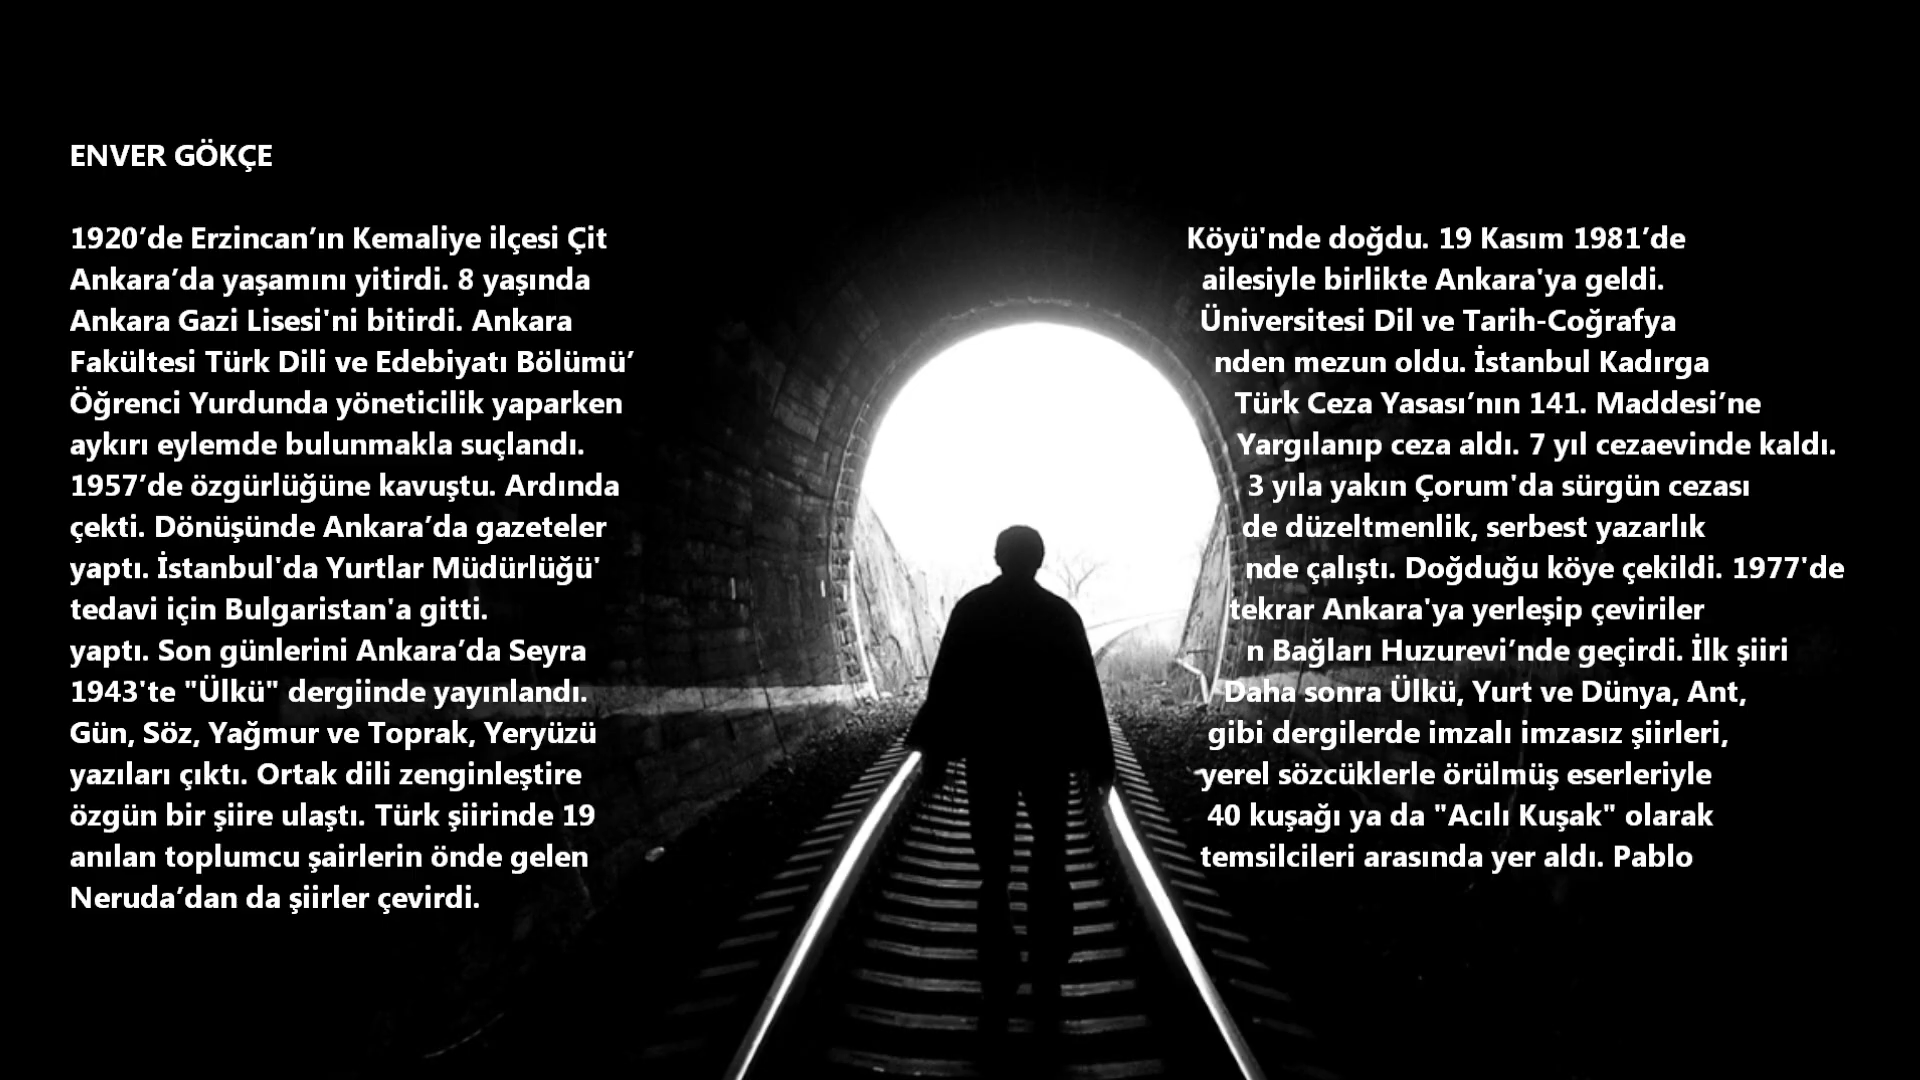 ENVER GÖKÇE
1920’de Erzincan’ın Kemaliye ilçesi Çit Köyü'nde doğdu. 19 Kasım 1981’de
Ankara’da yaşamını yitirdi. 8 yaşında ailesiyle birlikte Ankara'ya geldi.
Ankara Gazi Lisesi'ni bitirdi. Ankara Üniversitesi Dil ve Tarih-Coğrafya
Fakültesi Türk Dili ve Edebiyatı Bölümü’ nden mezun oldu. İstanbul Kadırga
Öğrenci Yurdunda yöneticilik yaparken Türk Ceza Yasası’nın 141. Maddesi’ne
aykırı eylemde bulunmakla suçlandı. Yargılanıp ceza aldı. 7 yıl cezaevinde kaldı.
1957’de özgürlüğüne kavuştu. Ardında 3 yıla yakın Çorum'da sürgün cezası
çekti. Dönüşünde Ankara’da gazeteler de düzeltmenlik, serbest yazarlık
yaptı. İstanbul'da Yurtlar Müdürlüğü' nde çalıştı. Doğduğu köye çekildi. 1977'de
tedavi için Bulgaristan'a gitti. tekrar Ankara'ya yerleşip çeviriler
yaptı. Son günlerini Ankara’da Seyra n Bağları Huzurevi’nde geçirdi. İlk şiiri
1943'te "Ülkü" dergiinde yayınlandı. Daha sonra Ülkü, Yurt ve Dünya, Ant,
Gün, Söz, Yağmur ve Toprak, Yeryüzü gibi dergilerde imzalı imzasız şiirleri,
yazıları çıktı. Ortak dili zenginleştire yerel sözcüklerle örülmüş eserleriyle
özgün bir şiire ulaştı. Türk şiirinde 19 40 kuşağı ya da "Acılı Kuşak" olarak
anılan toplumcu şairlerin önde gelen temsilcileri arasında yer aldı. Pablo
Neruda’dan da şiirler çevirdi.